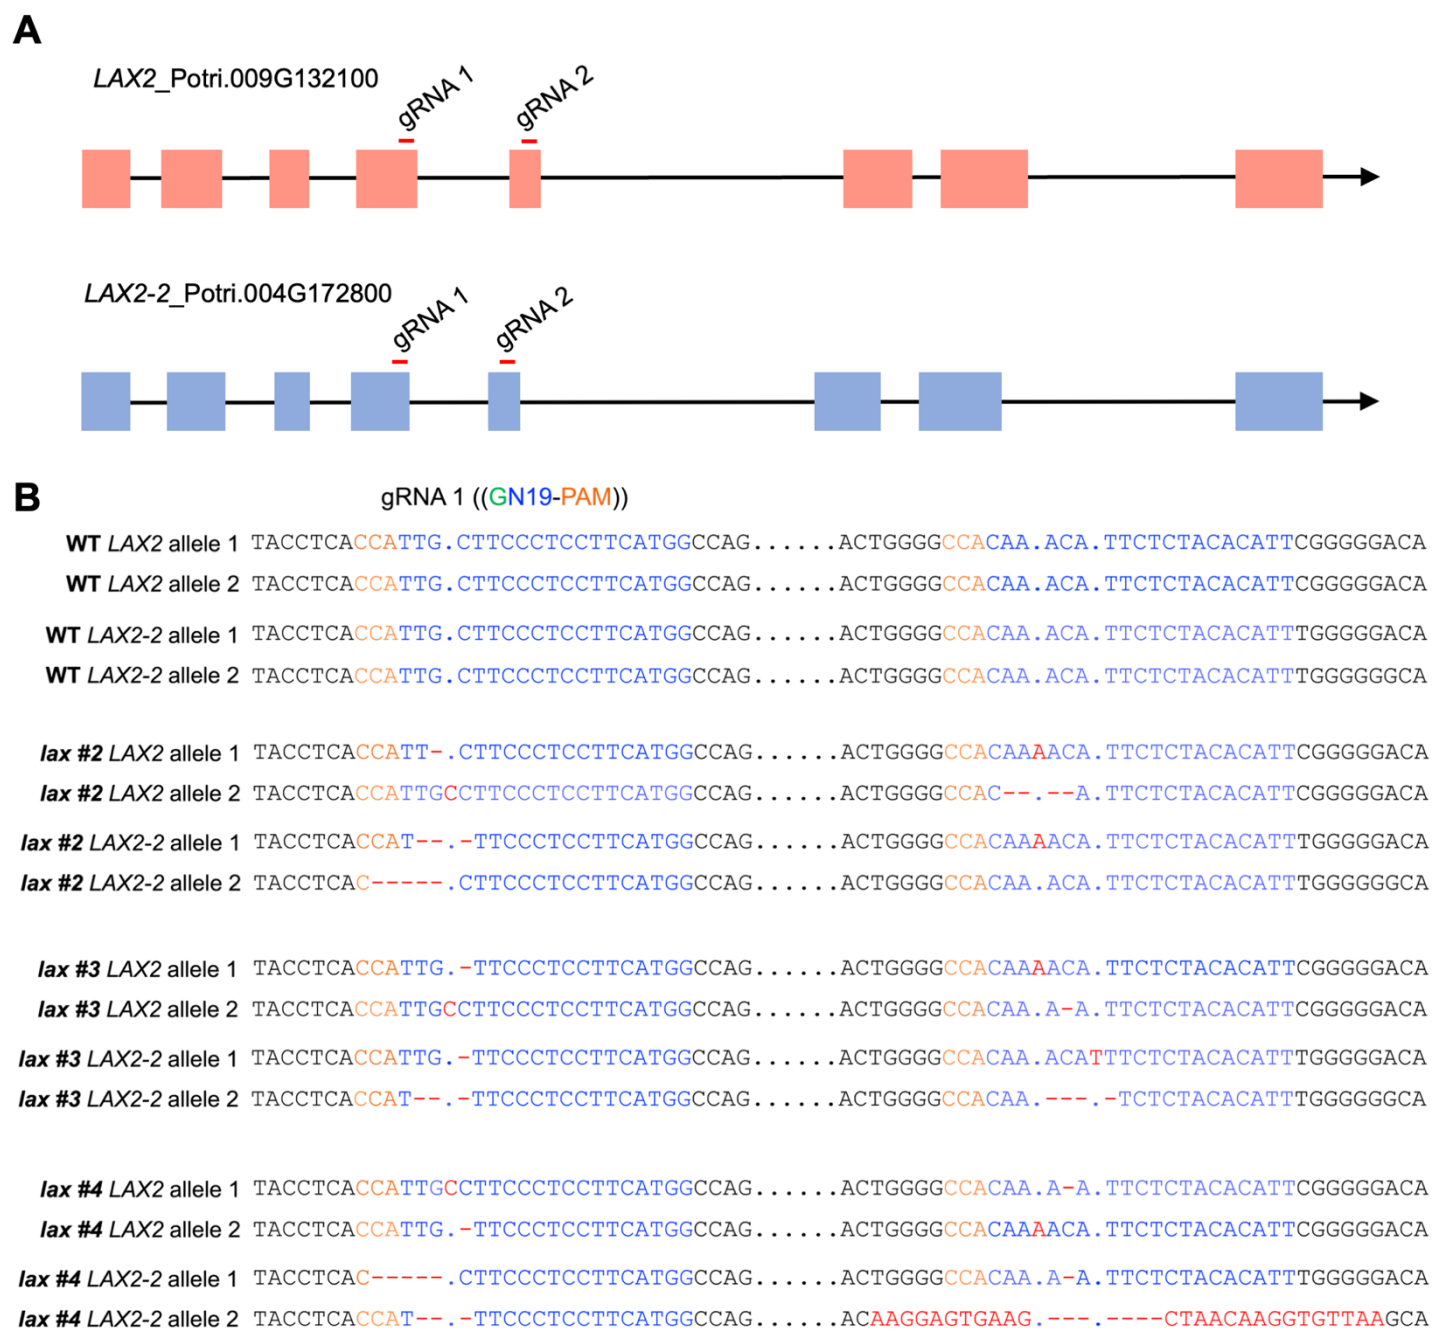 A
LAX2_Potri.009G132100
gRNA 1
gRNA 2
LAX2-2_Potri.004G172800
gRNA 1
gRNA 2
B
gRNA 1 ((GN19-PAM))
WT LAX2 allele 1 TACCTCACCATTG.CTTCCCTCCTTCATGGCCAG......ACTGGGGCCACAA.ACA.TTCTCTACACATTCGGGGGACA
WT LAX2 allele 2 TACCTCACCATTG.CTTCCCTCCTTCATGGCCAG......ACTGGGGCCACAA.ACA.TTCTCTACACATTCGGGGGACA
WT LAX2-2 allele 1 TACCTCACCATTG.CTTCCCTCCTTCATGGCCAG......ACTGGGGCCACAA.ACA.TTCTCTACACATTTGGGGGACA
WT LAX2-2 allele 2 TACCTCACCATTG.CTTCCCTCCTTCATGGCCAG......ACTGGGGCCACAA.ACA.TTCTCTACACATTTGGGGGGCA
lax #2 LAX2 allele 1 TACCTCACCATT-.CTTCCCTCCTTCATGGCCAG......ACTGGGGCCACAAAACA.TTCTCTACACATTCGGGGGACA
lax #2 LAX2 allele 2 TACCTCACCATTGCCTTCCCTCCTTCATGGCCAG......ACTGGGGCCAC--.--A.TTCTCTACACATTCGGGGGACA
lax #2 LAX2-2 allele 1 TACCTCACCAT--.-TTCCCTCCTTCATGGCCAG......ACTGGGGCCACAAAACA.TTCTCTACACATTTGGGGGACA
lax #2 LAX2-2 allele 2 TACCTCAC-----.CTTCCCTCCTTCATGGCCAG......ACTGGGGCCACAA.ACA.TTCTCTACACATTTGGGGGGCA
lax #3 LAX2 allele 1 TACCTCACCATTG.-TTCCCTCCTTCATGGCCAG......ACTGGGGCCACAAAACA.TTCTCTACACATTCGGGGGACA
lax #3 LAX2 allele 2 TACCTCACCATTGCCTTCCCTCCTTCATGGCCAG......ACTGGGGCCACAA.A-A.TTCTCTACACATTCGGGGGACA
lax #3 LAX2-2 allele 1 TACCTCACCATTG.-TTCCCTCCTTCATGGCCAG......ACTGGGGCCACAA.ACATTTCTCTACACATTTGGGGGACA
lax #3 LAX2-2 allele 2 TACCTCACCAT--.-TTCCCTCCTTCATGGCCAG......ACTGGGGCCACAA.---.-TCTCTACACATTTGGGGGGCA
lax #4 LAX2 allele 1 TACCTCACCATTGCCTTCCCTCCTTCATGGCCAG......ACTGGGGCCACAA.A-A.TTCTCTACACATTCGGGGGACA
lax #4 LAX2 allele 2 TACCTCACCATTG.-TTCCCTCCTTCATGGCCAG......ACTGGGGCCACAAAACA.TTCTCTACACATTCGGGGGACA
lax #4 LAX2-2 allele 1 TACCTCAC-----.CTTCCCTCCTTCATGGCCAG......ACTGGGGCCACAA.A-A.TTCTCTACACATTTGGGGGACA
lax #4 LAX2-2 allele 2 TACCTCACCAT--.-TTCCCTCCTTCATGGCCAG......ACAAGGAGTGAAG.---.----CTAACAAGGTGTTAAGCA